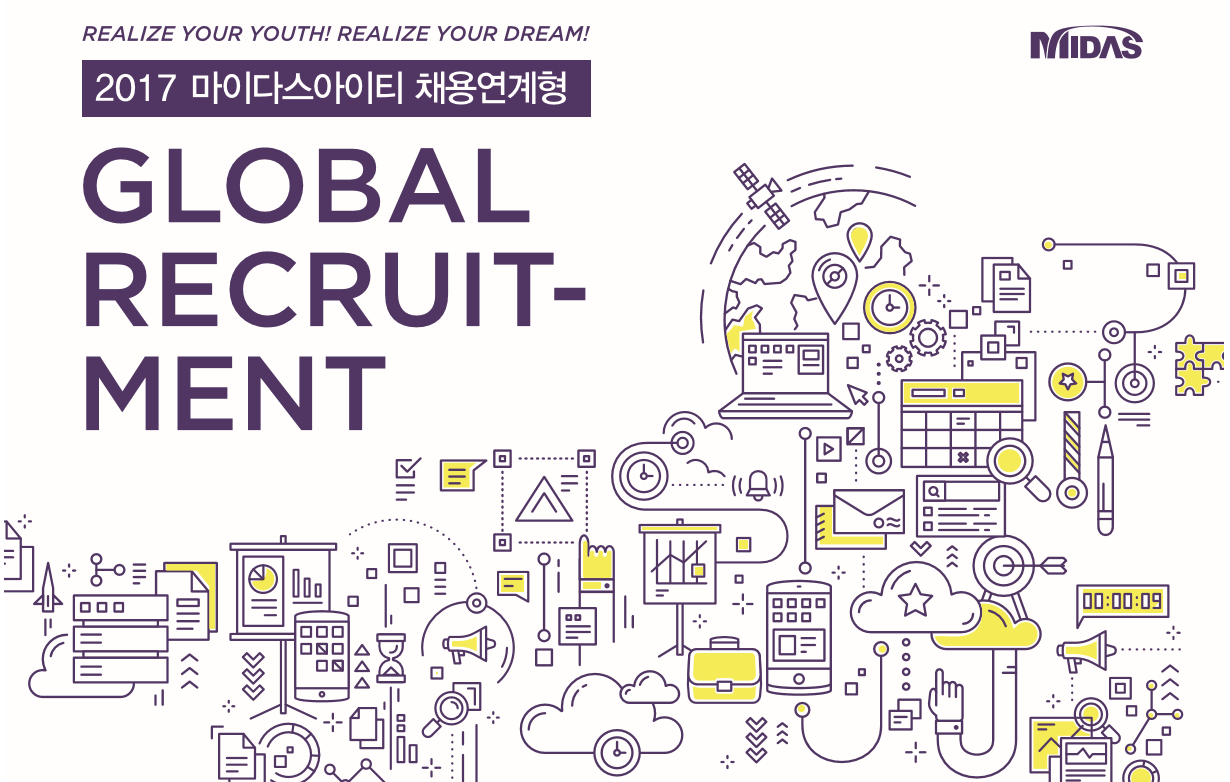 REALIZE YOUR YOUTH! REALIZE YOUR DREAM!
MIDAS
2017 마이다스아이티 채용연계형
GLOBAL
RECRUIT-
MENT
00:00:09